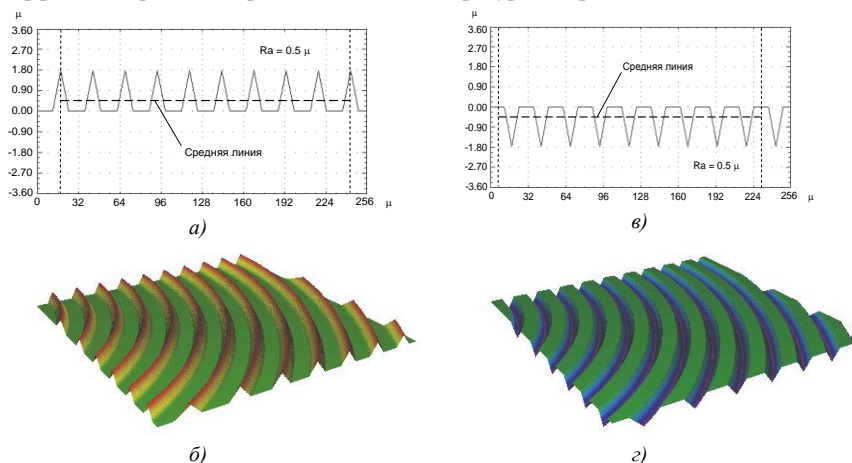 μ
3.60
2.70
Ra = 0.5 μ
1.80
0.90
0.00
-0.90
Средняя линия
-1.80
-2.70
-3.60
0 32 64 96 128 160 192 224 256 μ
а)
μ
3.60
2.70
Средняя линия
1.80
0.90
0.00
-0.90
-1.80
Ra = 0.5 μ
-2.70
-3.60
0 32 64 96 128 160 192 224 256 μ
в)
б)
г)